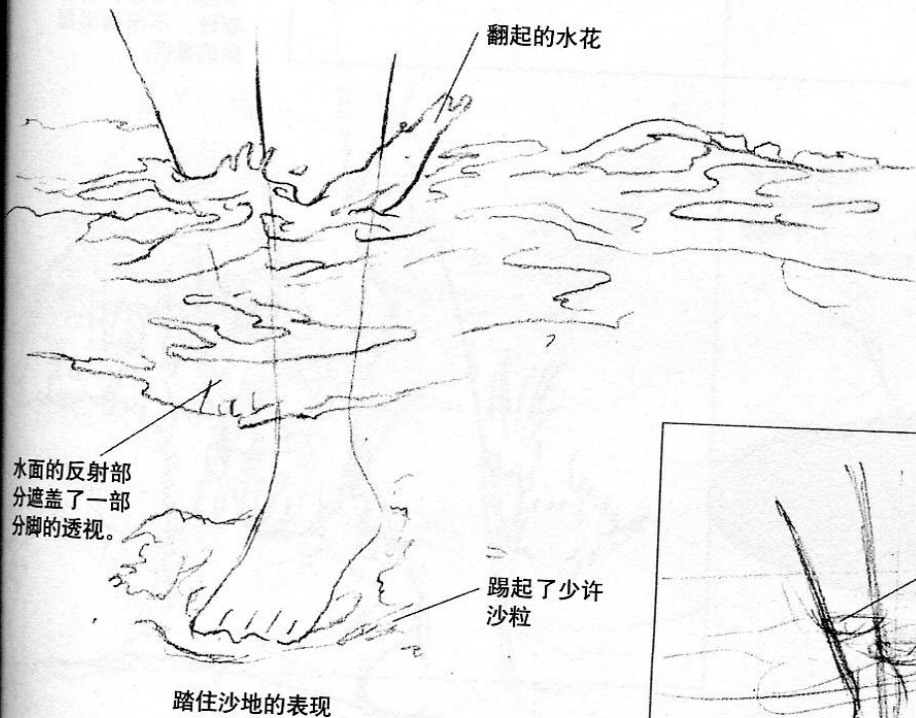 翻起的水花
水面的反射部
分遮盖了一部
分脚的透视。
踢起了少许
沙粒
踏住沙地的表现